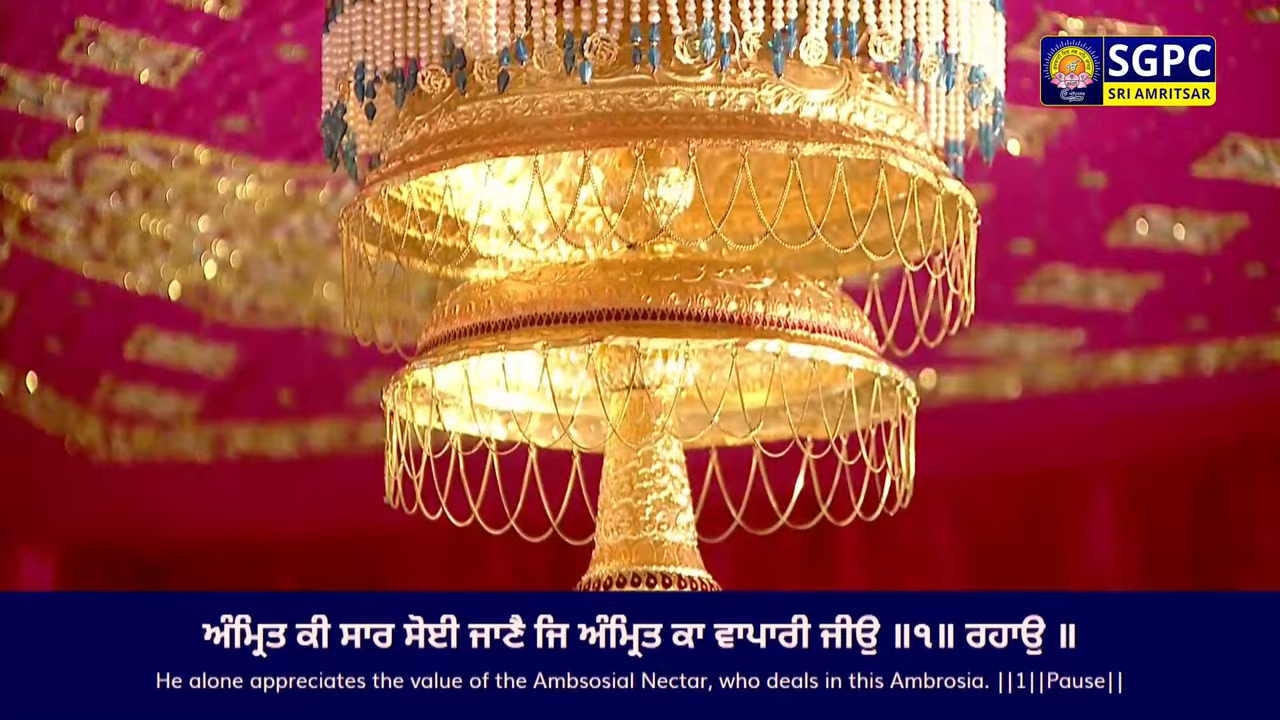 SGPC
SRI AMRITSAR
ਅੰਮ੍ਰਿਤ ਕੀ ਸਾਰ ਸੋਈ ਜਾਣੈ ਜਿ ਅੰਮ੍ਰਿਤ ਕਾ ਵਾਪਾਰੀ ਜੀਉ ॥੧॥ ਰਹਾਉ ॥
He alone appreciates the value of the Ambsosial Nectar, who deals in this Ambrosia. ||1||Pause||